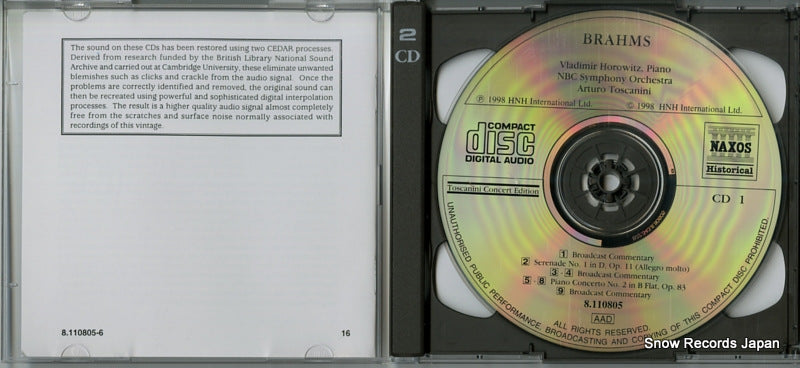 The sound on these CDs has been restored using two CEDAR processes.
Derived from research funded by the British Library National Sound
Archive and carried out at Cambridge University, these eliminate unwanted
blemishes such as clicks and crackle from the audio signal. Once the
problems are correctly identified and removed, the original sound can
then be recreated using powerful and sophisticated digital interpolation
processes. The result is a higher quality audio signal almost completely
free from the scratches and surface noise normally associated with
recordings of this vintage.
8.110805-6
16
2
CD
BRAHMS
Vladimir Horowitz, Piano
NBC Symphony Orchestra
Arturo Toscanini
Ⓟ 1998 HNH International Ltd.
© 1998 HNH International Ltd.
COMPACT
disc
DIGITAL AUDIO
NAXOS
Historical
Toscanini Concert Edition
CD 1
1 Broadcast Commentary
2 Serenade No. 1 in D, Op. 11 (Allegro molto)
3 - 4 Broadcast Commentary
5 - 8 Piano Concerto No. 2 in B Flat, Op. 83
9 Broadcast Commentary
8.110805
AAD
ALL RIGHTS RESERVED.
UNAUTHORISED PUBLIC PERFORMANCE, BROADCASTING AND COPYING OF THIS COMPACT DISC PROHIBITED.
Snow Records Japan